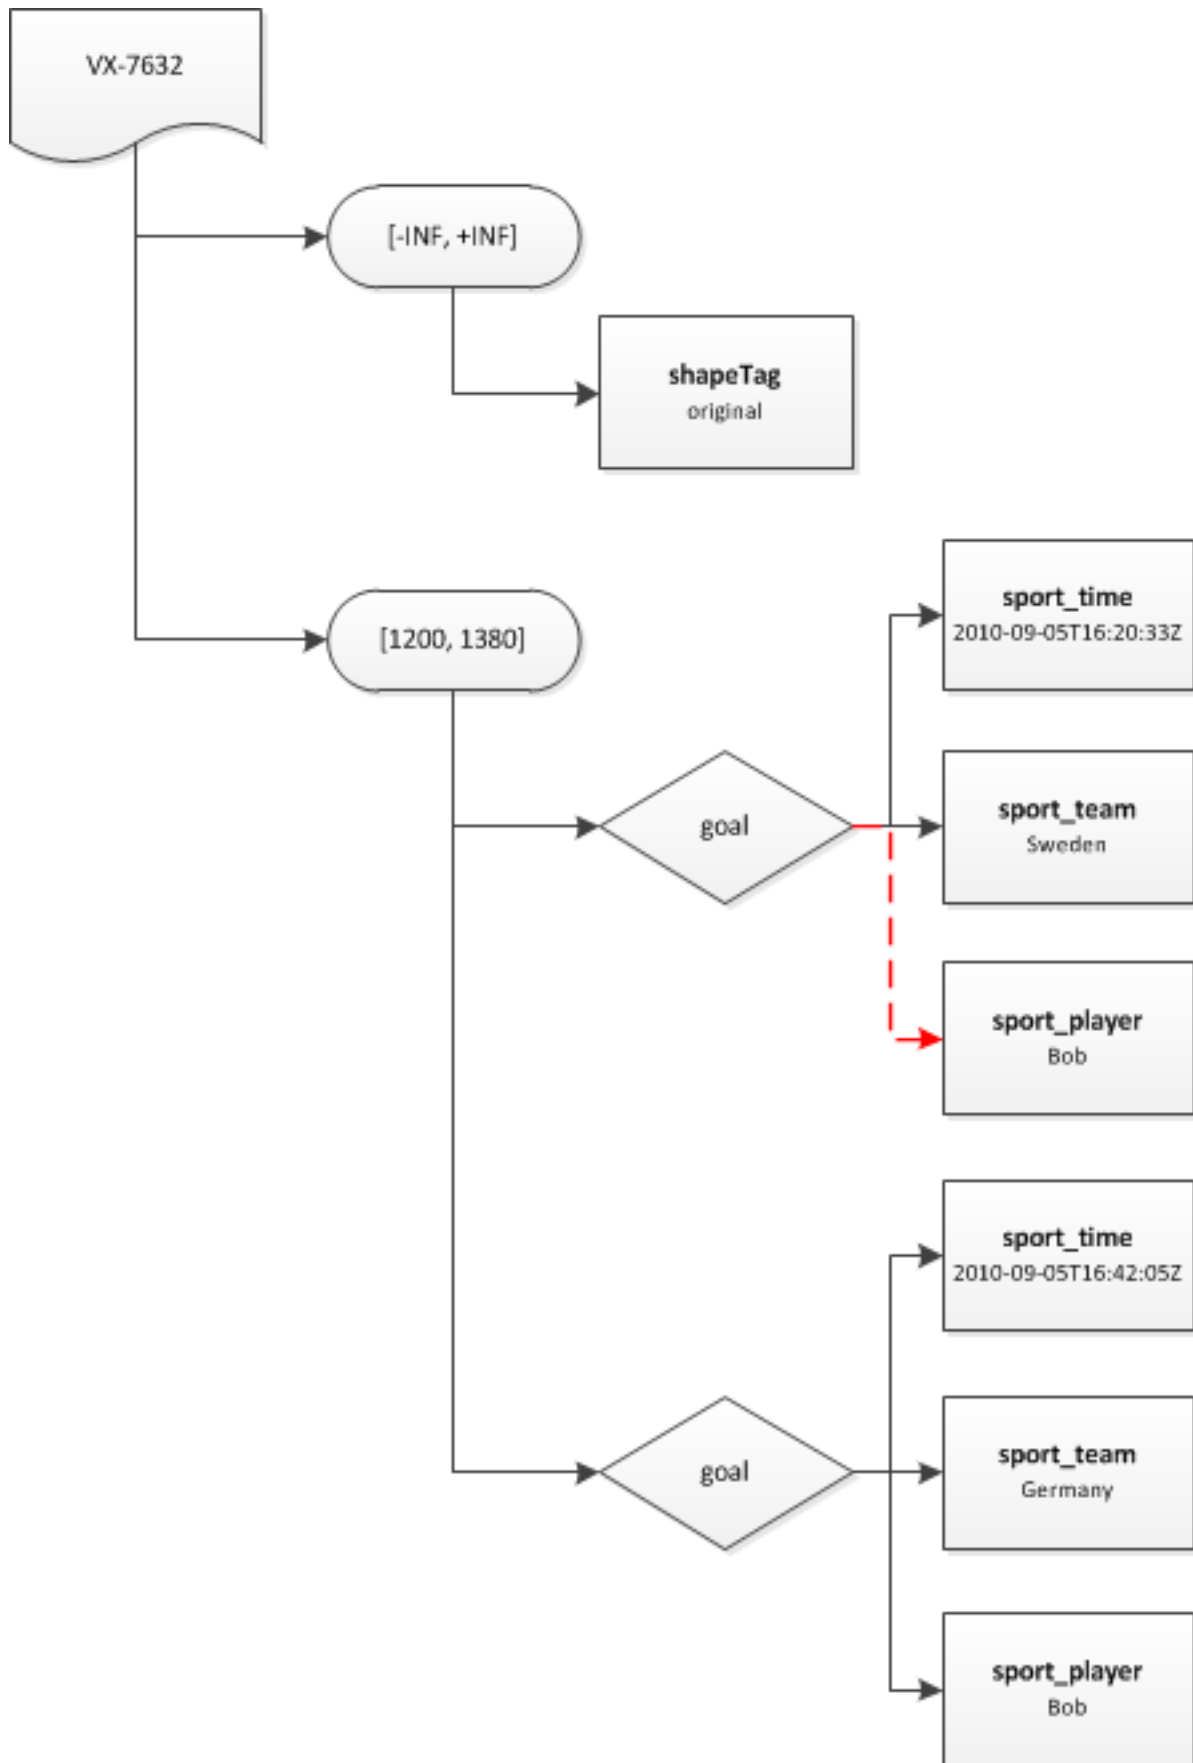 VX-7632
[-INF, +INF]
shapeTag
original
[1200, 1380]
sport_time
2010-09-05T16:20:33Z
goal
sport_team
Sweden
sport_player
Bob
sport_time
2010-09-05T16:42:05Z
goal
sport_team
Germany
sport_player
Bob